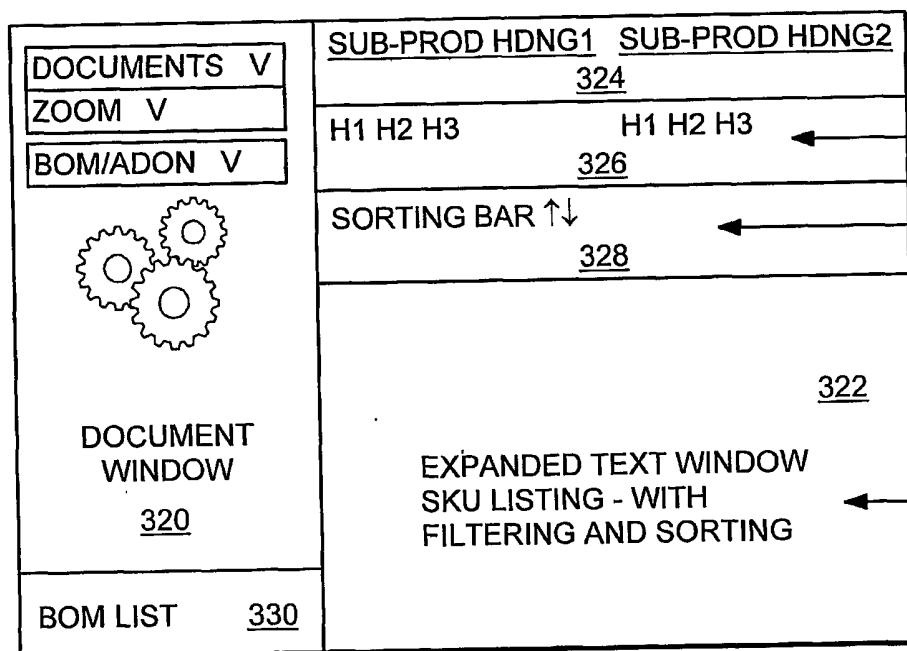 DOCUMENTS V
ZOOM V
BOM/ADON V
DOCUMENT
WINDOW
320
BOM LIST 330
SUB-PROD HDNG1 SUB-PROD HDNG2
324
H1 H2 H3 H1 H2 H3
326
SORTING BAR ↑↓
328
322
EXPANDED TEXT WINDOW
SKU LISTING - WITH
FILTERING AND SORTING